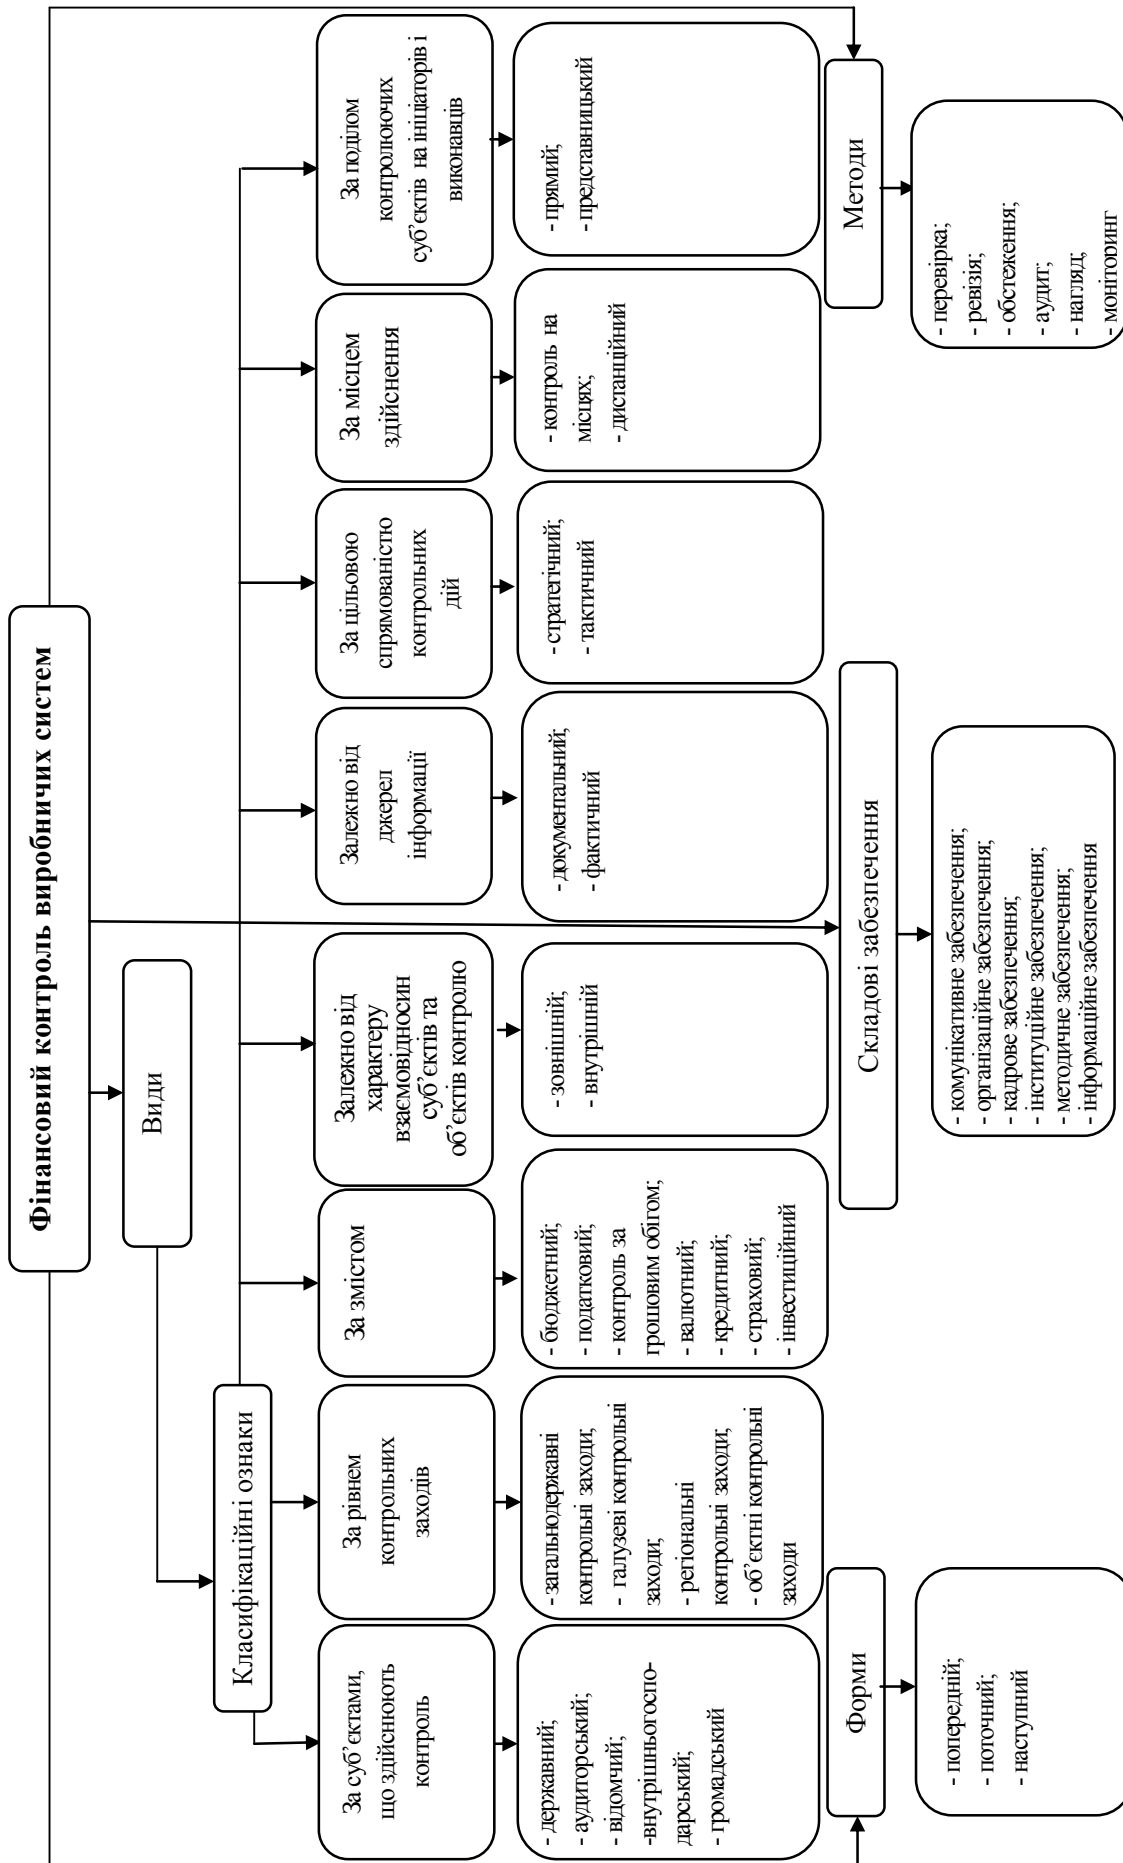 Фінансовий контроль виробничих систем
Види
Класифікаційні ознаки
За суб’єктами,
що здійснюють
контроль
За рівнем
контрольних
заходів
За змістом
Залежно від
характеру
взаємовідносин
суб’єктів та
об’єктів контролю
Залежно від
джерел
інформації
За цільовою
спрямованістю
контрольних
дій
За місцем
здійснення
За поділом
контролюючих
суб’єктів на ініціаторів і
виконавців
- державний;
- аудиторський;
- відомчий;
-внутрішньогоспо-
дарський;
- громадський
- загальнодержавні
контрольні заходи;
- галузеві контрольні
заходи;
- регіональні
контрольні заходи;
- об’єктні контрольні
заходи
- бюджетний;
- податковий;
- контроль за
грошовим обігом;
- валютний;
- кредитний;
- страховий;
- інвестиційний
- зовнішній;
- внутрішній
- документальний;
- фактичний
- стратегічний;
- тактичний
- контроль на
місцях;
- дистанційний
- прямий;
- представницький
Форми
Складові забезпечення
Методи
- попередній;
- поточний;
- наступний
- комунікативне забезпечення;
- організаційне забезпечення;
- кадрове забезпечення;
- інституційне забезпечення;
- методичне забезпечення;
- інформаційне забезпечення
- перевірка;
- ревізія;
- обстеження;
- аудит;
- нагляд;
- моніторинг